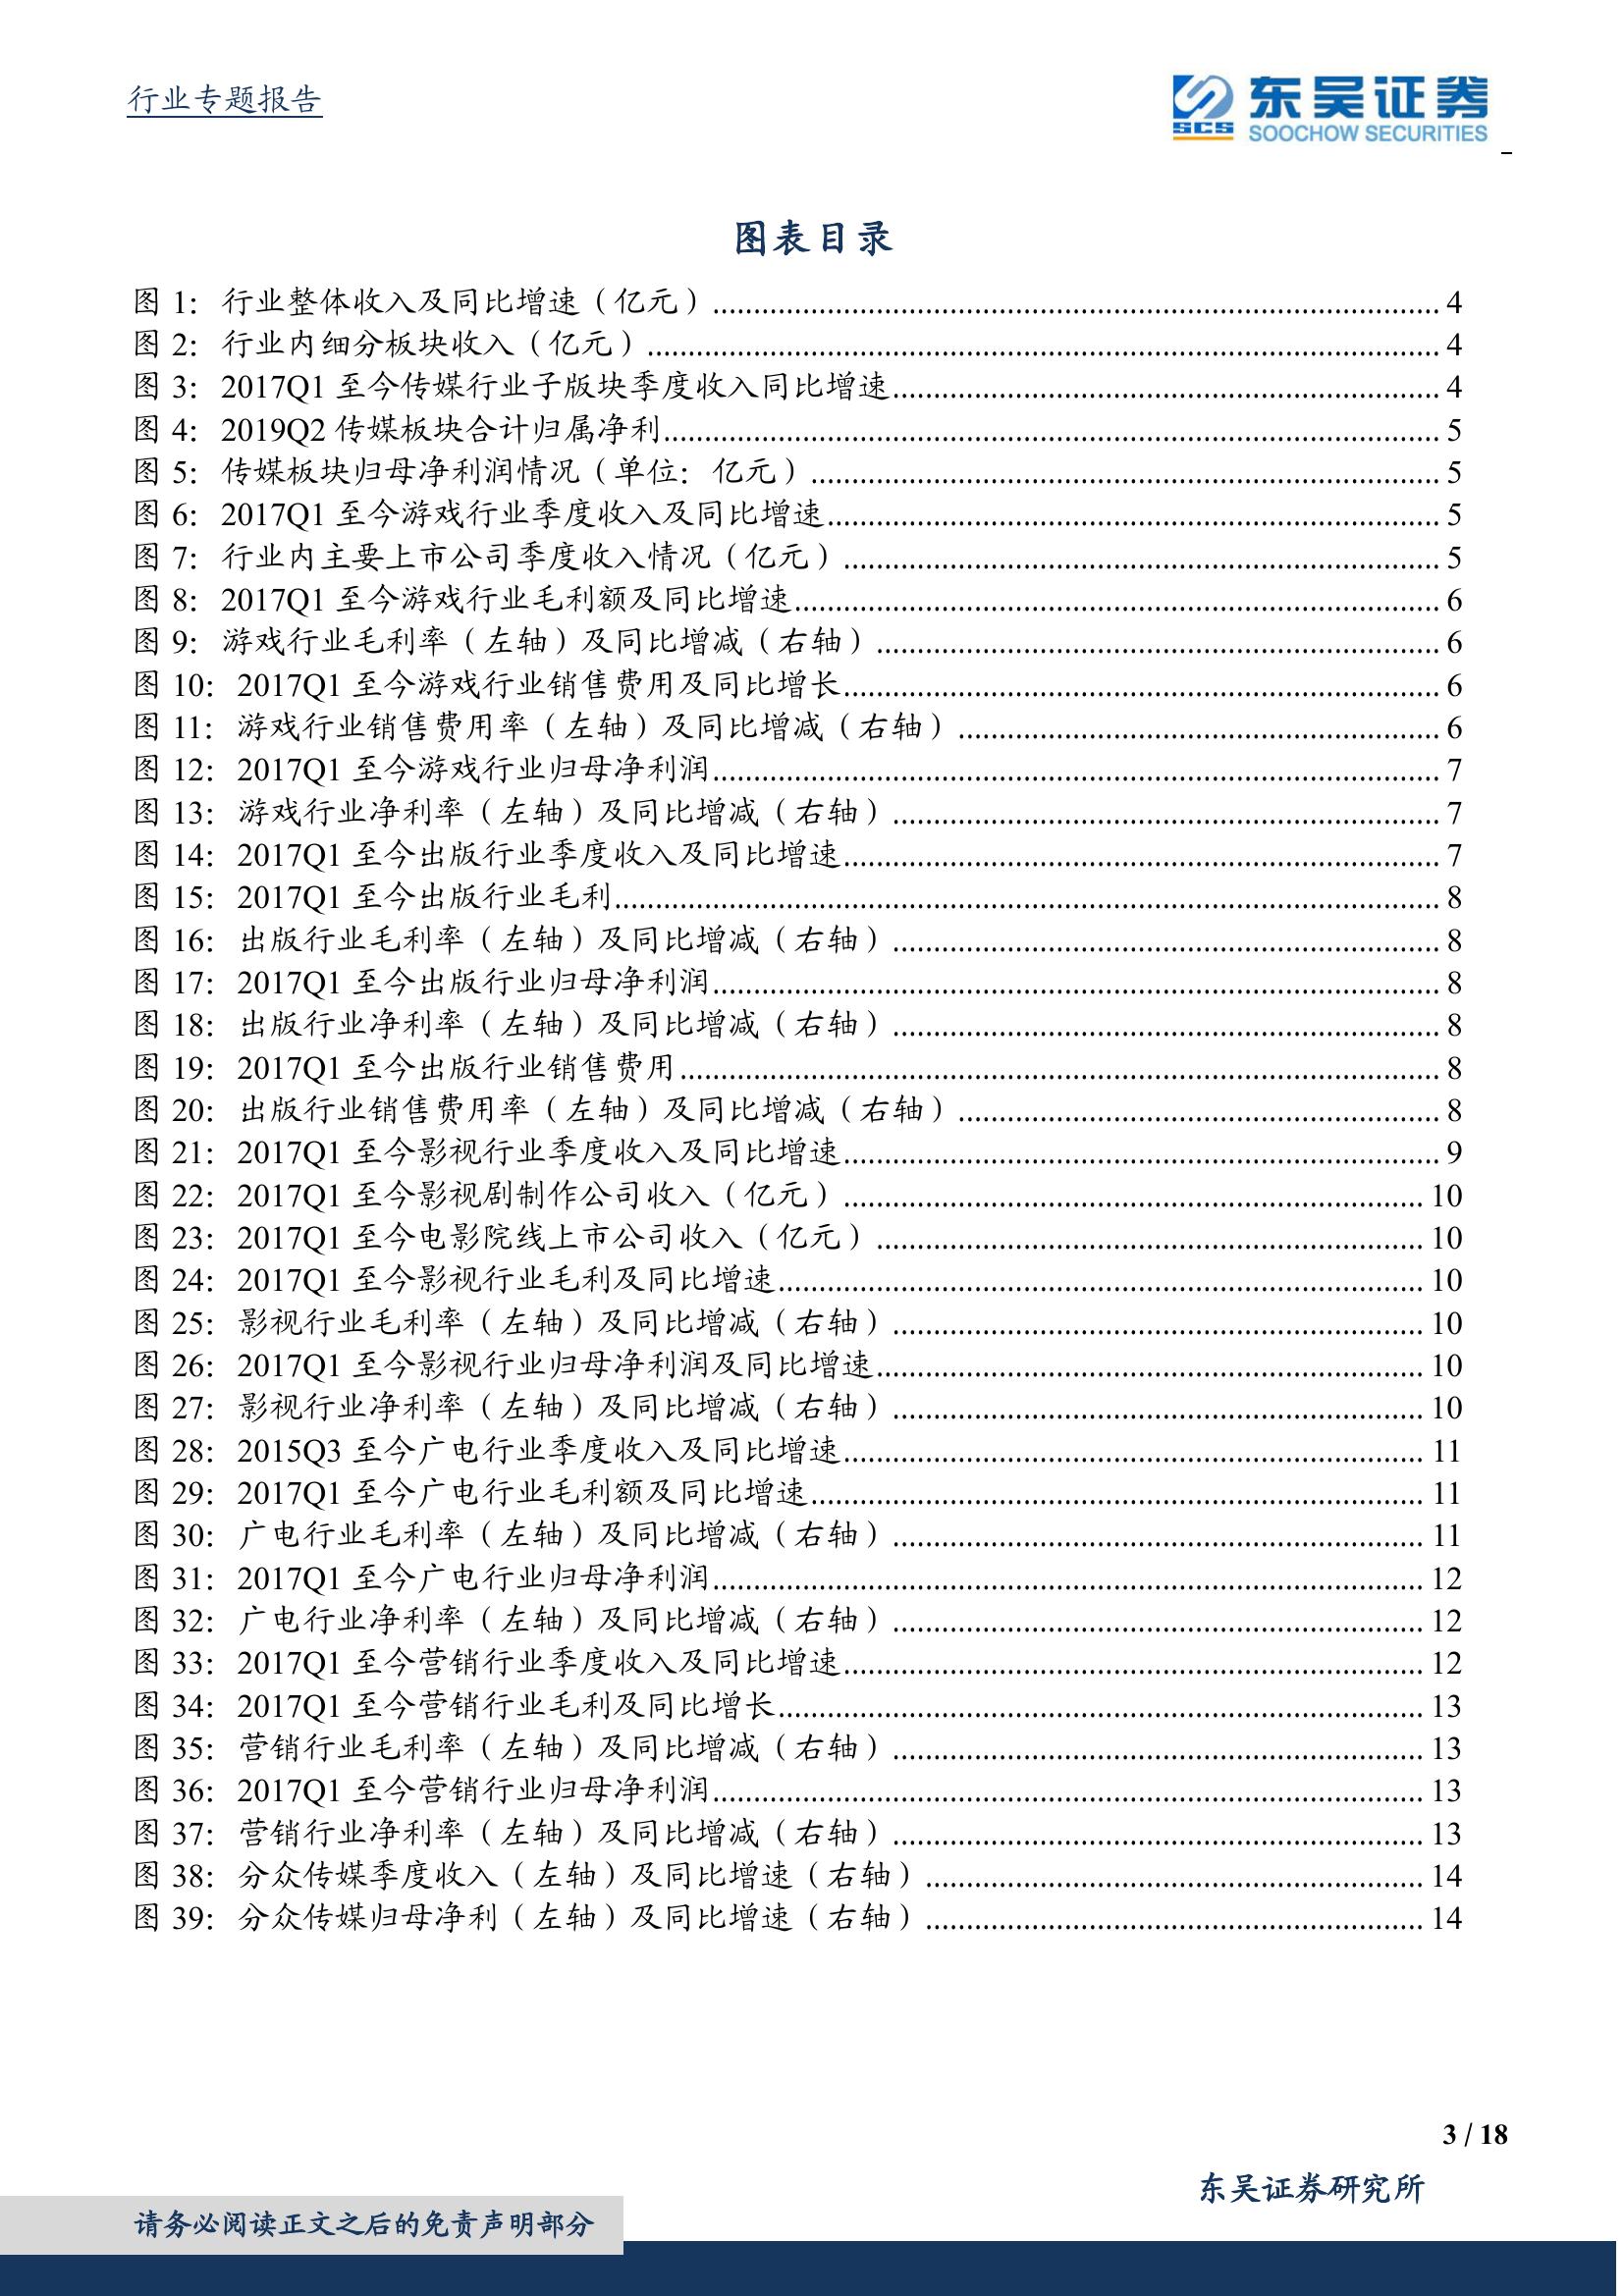 行业专题报告
SCS
东吴证券
SOOCHOW SECURITIES
图表目录
图 1：行业整体收入及同比增速（亿元）........ 4
图 2：行业内细分板块收入（亿元）........ 4
图 3：2017Q1 至今传媒行业子版块季度收入同比增速........ 4
图 4：2019Q2 传媒板块合计归属净利........ 5
图 5：传媒板块归母净利润情况（单位：亿元）........ 5
图 6：2017Q1 至今游戏行业季度收入及同比增速........ 5
图 7：行业内主要上市公司季度收入情况（亿元）........ 5
图 8：2017Q1 至今游戏行业毛利额及同比增速........ 6
图 9：游戏行业毛利率（左轴）及同比增减（右轴）........ 6
图 10：2017Q1 至今游戏行业销售费用及同比增长........ 6
图 11：游戏行业销售费用率（左轴）及同比增减（右轴）........ 6
图 12：2017Q1 至今游戏行业归母净利润........ 7
图 13：游戏行业净利率（左轴）及同比增减（右轴）........ 7
图 14：2017Q1 至今出版行业季度收入及同比增速........ 7
图 15：2017Q1 至今出版行业毛利........ 8
图 16：出版行业毛利率（左轴）及同比增减（右轴）........ 8
图 17：2017Q1 至今出版行业归母净利润........ 8
图 18：出版行业净利率（左轴）及同比增减（右轴）........ 8
图 19：2017Q1 至今出版行业销售费用........ 8
图 20：出版行业销售费用率（左轴）及同比增减（右轴）........ 8
图 21：2017Q1 至今影视行业季度收入及同比增速........ 9
图 22：2017Q1 至今影视剧制作公司收入（亿元）........ 10
图 23：2017Q1 至今电影院线上市公司收入（亿元）........ 10
图 24：2017Q1 至今影视行业毛利及同比增速........ 10
图 25：影视行业毛利率（左轴）及同比增减（右轴）........ 10
图 26：2017Q1 至今影视行业归母净利润及同比增速........ 10
图 27：影视行业净利率（左轴）及同比增减（右轴）........ 10
图 28：2015Q3 至今广电行业季度收入及同比增速........ 11
图 29：2017Q1 至今广电行业毛利额及同比增速........ 11
图 30：广电行业毛利率（左轴）及同比增减（右轴）........ 11
图 31：2017Q1 至今广电行业归母净利润........ 12
图 32：广电行业净利率（左轴）及同比增减（右轴）........ 12
图 33：2017Q1 至今营销行业季度收入及同比增速........ 12
图 34：2017Q1 至今营销行业毛利及同比增长........ 13
图 35：营销行业毛利率（左轴）及同比增减（右轴）........ 13
图 36：2017Q1 至今营销行业归母净利润........ 13
图 37：营销行业净利率（左轴）及同比增减（右轴）........ 13
图 38：分众传媒季度收入（左轴）及同比增速（右轴）........ 14
图 39：分众传媒归母净利（左轴）及同比增速（右轴）........ 14
3 / 18
东吴证券研究所
请务必阅读正文之后的免责声明部分